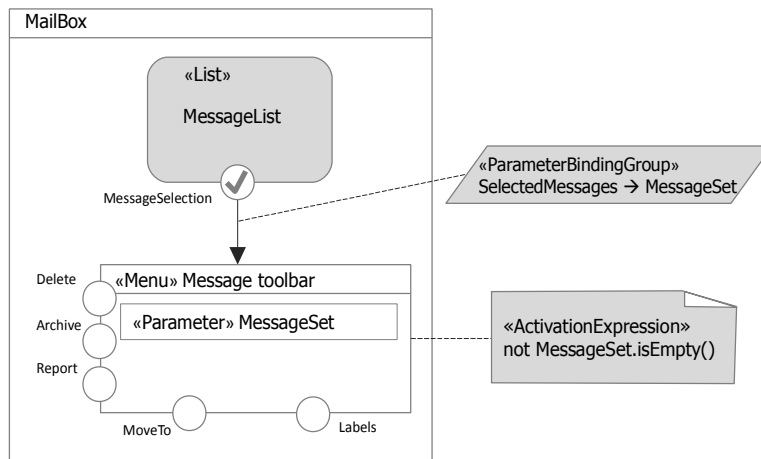 MailBox
«List»
MessageList
MessageSelection
«ParameterBindingGroup»
SelectedMessages → MessageSet
Delete
«Menu» Message toolbar
Archive
«Parameter» MessageSet
Report
«ActivationExpression»
not MessageSet.isEmpty()
MoveTo
Labels